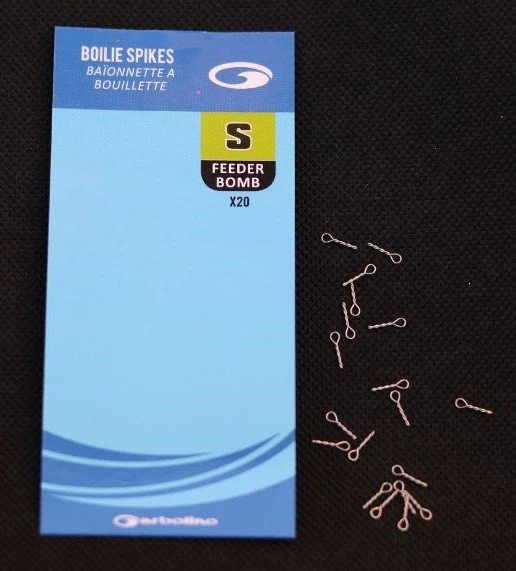 BOILIE SPIKES
BAÏONNETTE A
BOUILLETTE
S
FEEDER
BOMB
X20
Garbolino